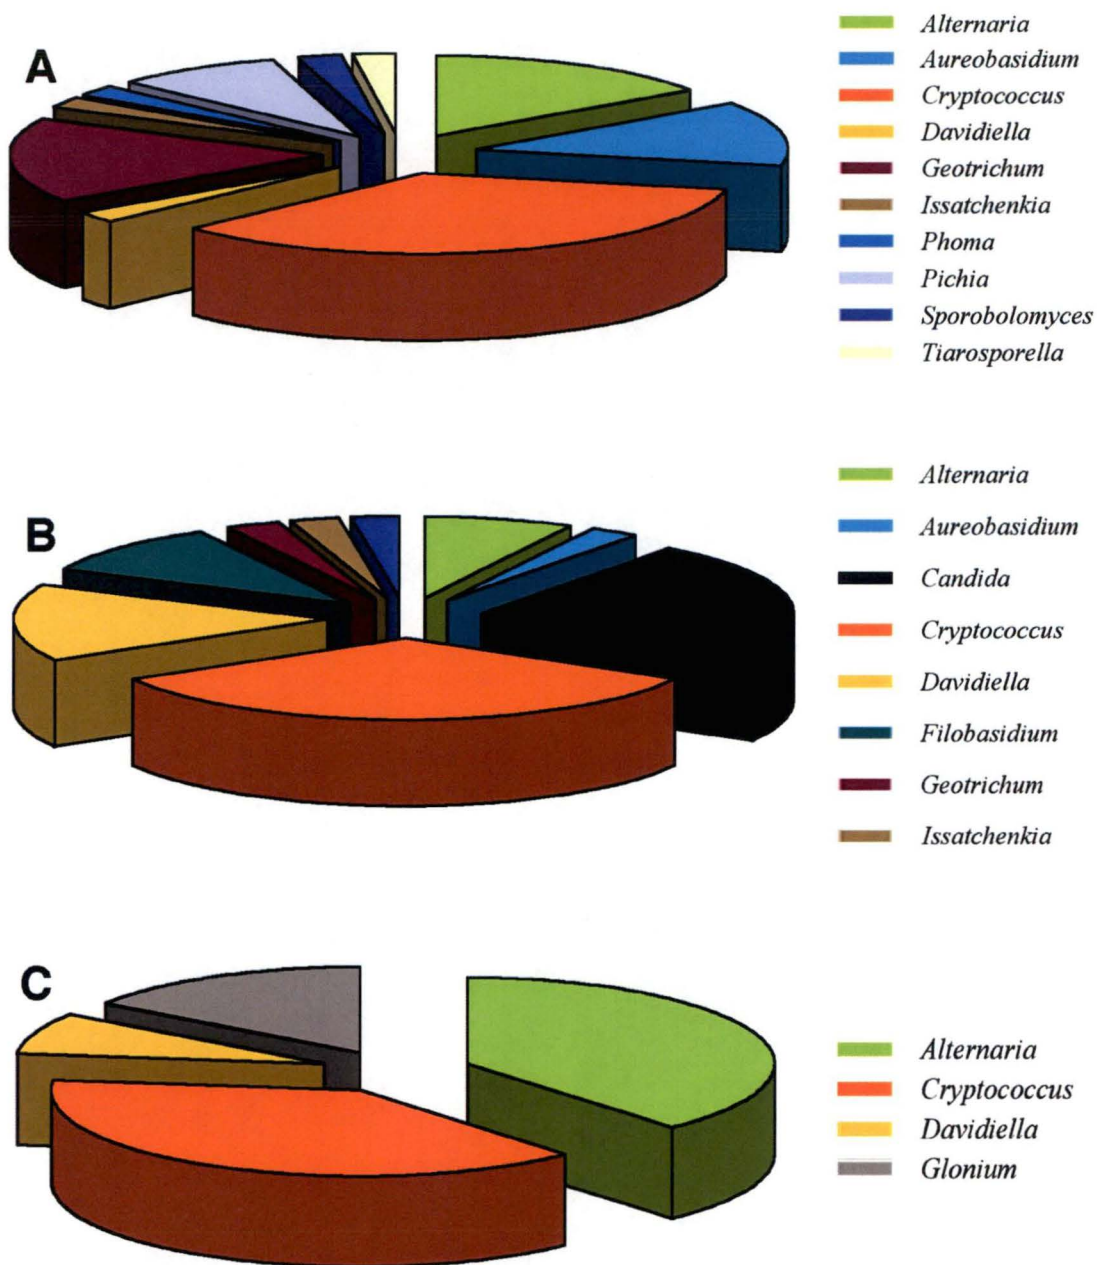 A
Alternaria
Aureobasidium
Cryptococcus
Davidiella
Geotrichum
Issatchenkia
Phoma
Pichia
Sporobolomyces
Tiarosporella
B
Alternaria
Aureobasidium
Candida
Cryptococcus
Davidiella
Filobasidium
Geotrichum
Issatchenkia
C
Alternaria
Cryptococcus
Davidiella
Glonium